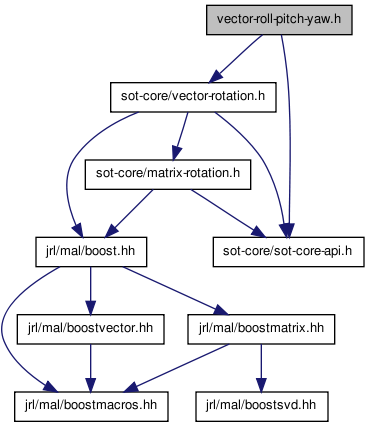 vector-roll-pitch-yaw.h
sot-core/vector-rotation.h
sot-core/matrix-rotation.h
jrl/mal/boost.hh
sot-core/sot-core-api.h
jrl/mal/boostvector.hh
jrl/mal/boostmatrix.hh
jrl/mal/boostmacros.hh
jrl/mal/boostsvd.hh